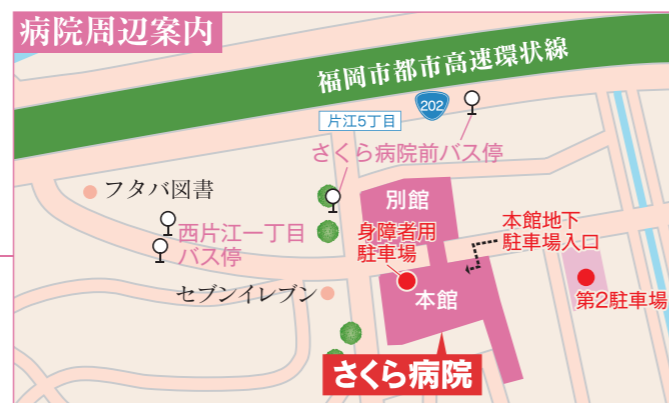 病院周辺案内
福岡市都市高速環状線
202
片江5丁目
さくら病院前バス停
フタバ図書
別館
西片江一丁目
バス停
身障者用
駐車場
本館地下
駐車場入口
セブンイレブン
本館
第2駐車場
さくら病院